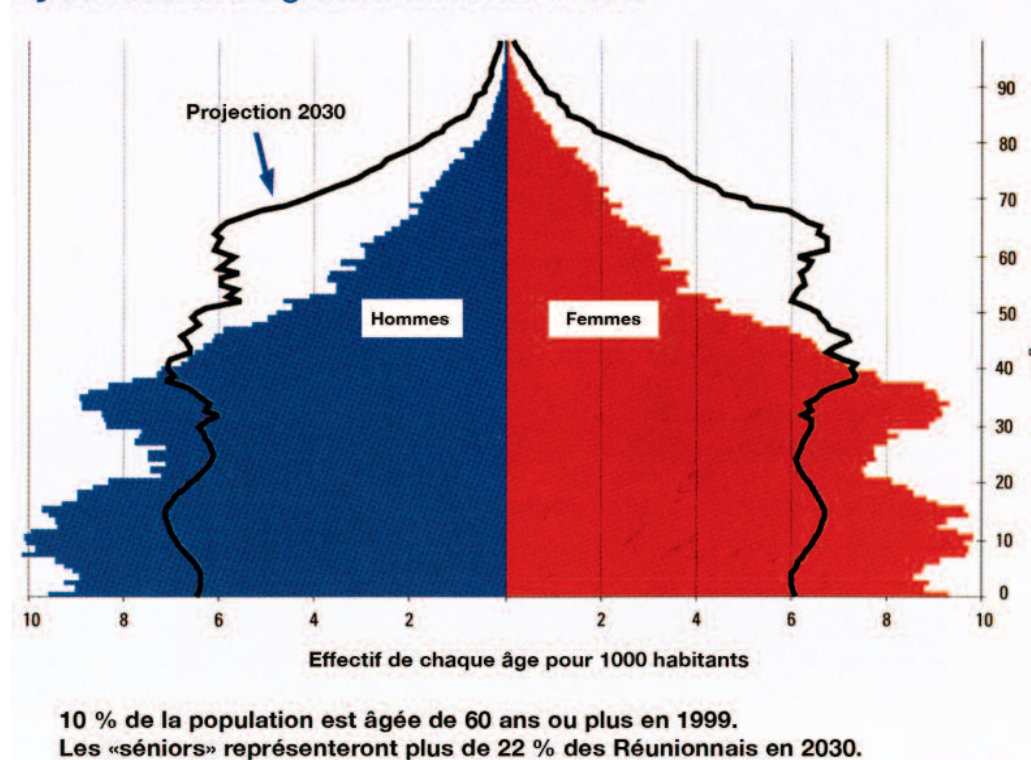 Projection 2030
90
80
70
60
50
40
30
20
10
0
Hommes
Femmes
10 8 6 4 2 2 4 6 8 10
Effectif de chaque âge pour 1000 habitants
10 % de la population est âgée de 60 ans ou plus en 1999.
Les «séniors» représenteront plus de 22 % des Réunionnais en 2030.